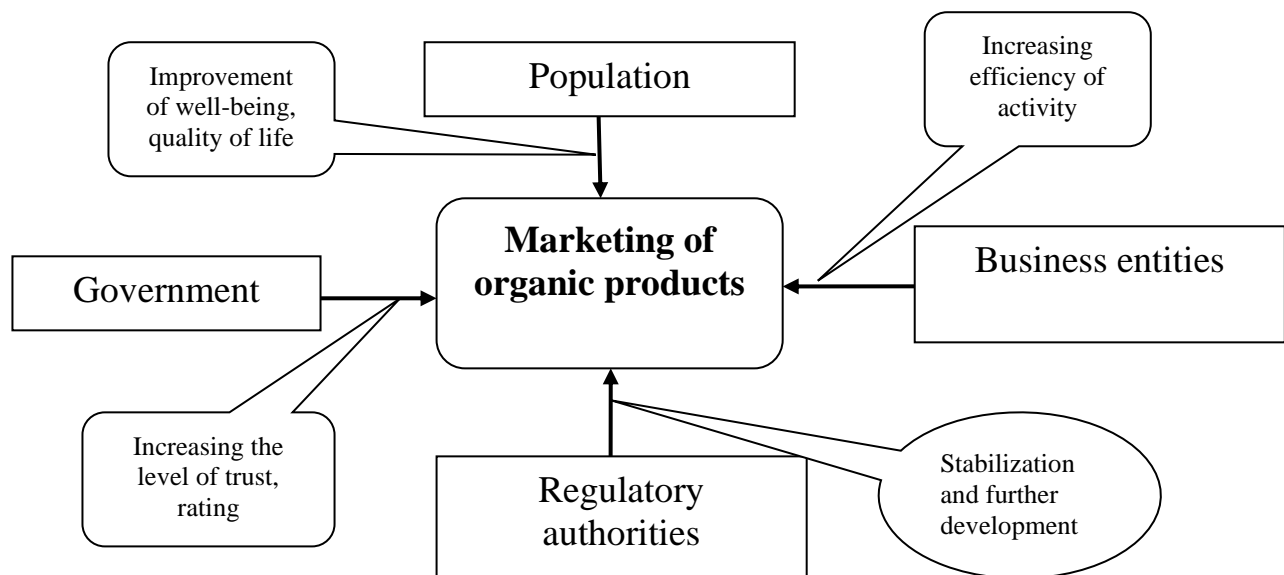 Improvement
of well-being,
quality of life
Population
Increasing
efficiency of
activity
Government
Marketing of
organic products
Business entities
Increasing the
level of trust,
rating
Regulatory
authorities
Stabilization
and further
development